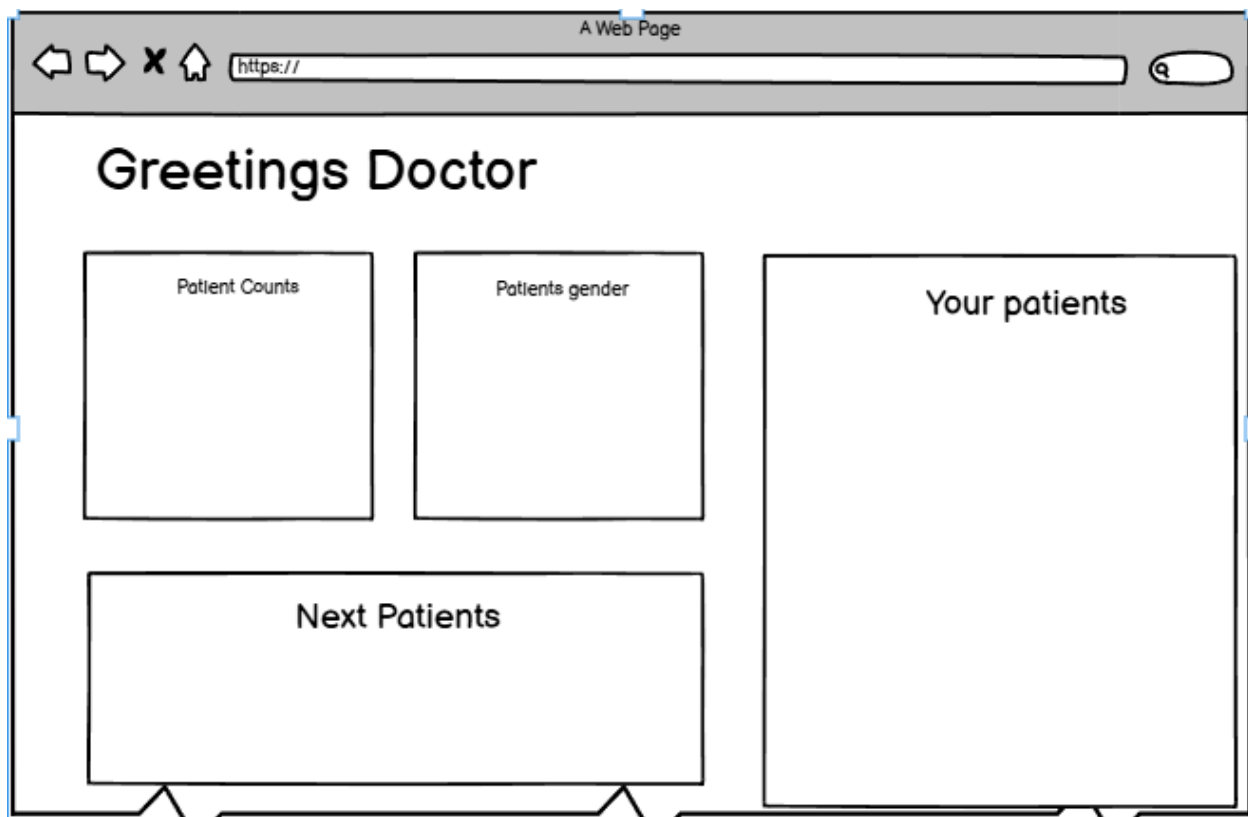 A Web Page
https://
Greetings Doctor
Patient Counts
Patients gender
Your patients
Next Patients